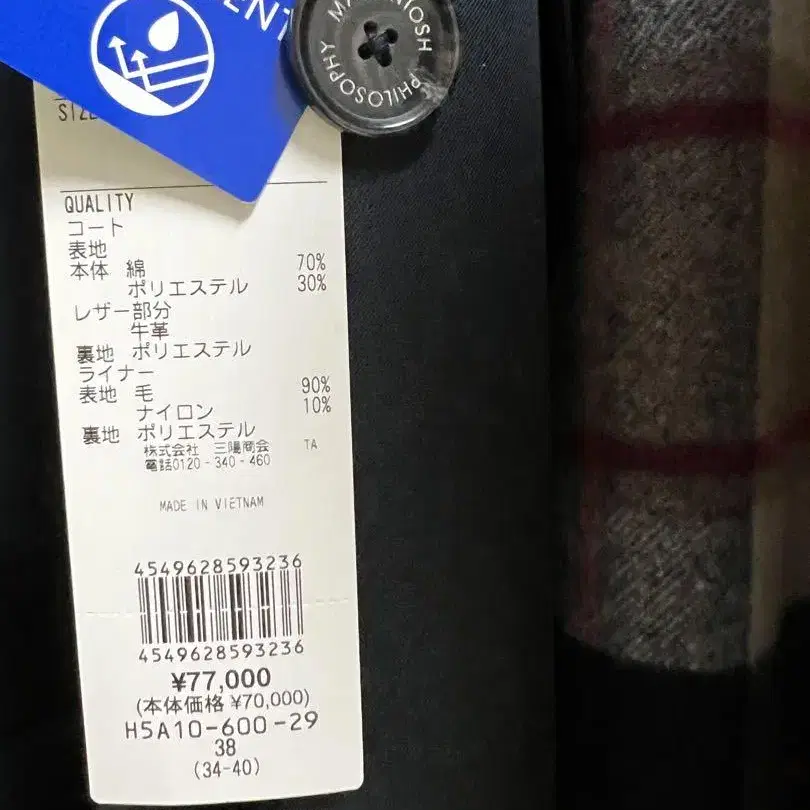 MACKINTOSH PHILOSOPHY
SIZE
QUALITY
コート
表地
本体 綿 70%
ポリエステル 30%
レザー部分
牛革
裏地 ポリエステル
ライナー
表地 毛 90%
ナイロン 10%
裏地 ポリエステル
株式会社 三陽商会 TA
電話0120-340-460
MADE IN VIETNAM
4549628593236
4549628593236
¥77,000
(本体価格 ¥70,000)
H5A10-600-29
38
(34-40)